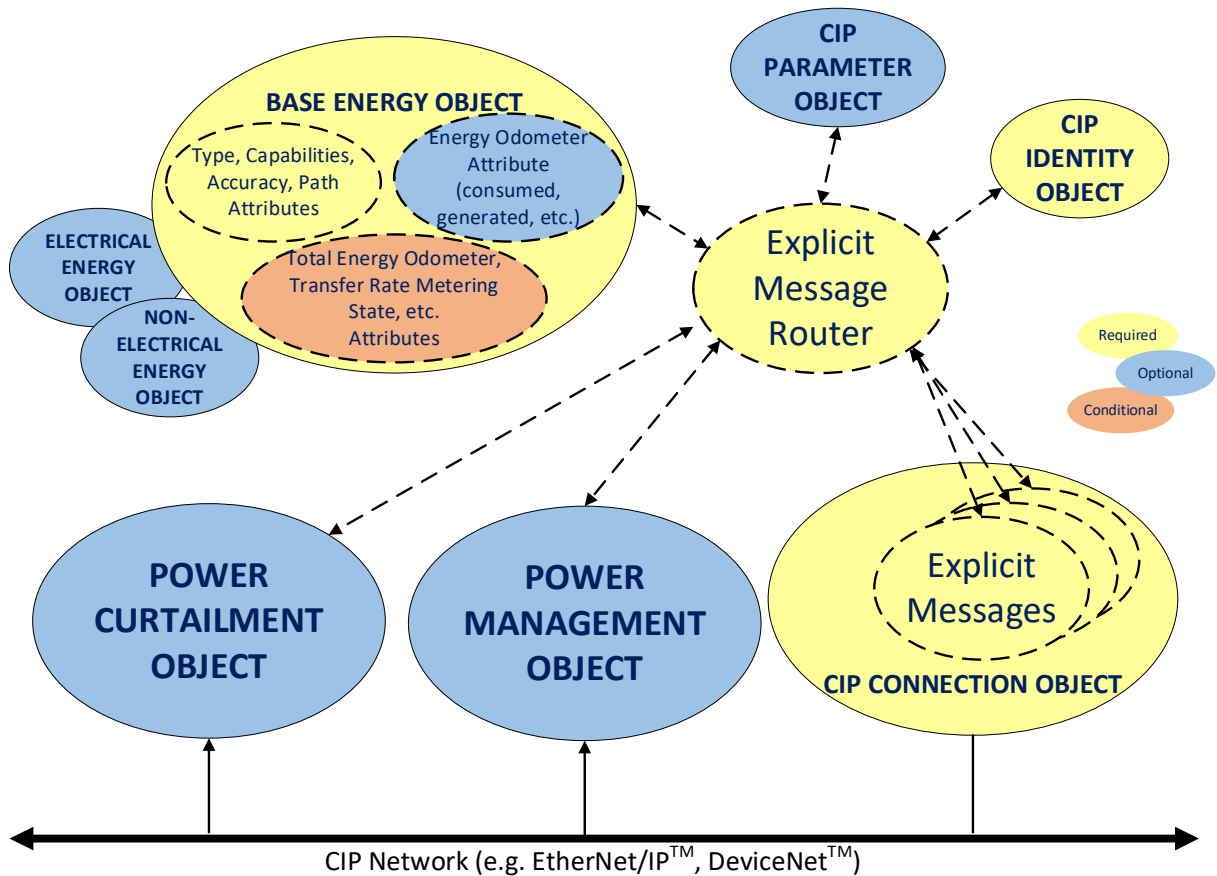 CIP
PARAMETER
OBJECT
BASE ENERGY OBJECT
Type, Capabilities,
Accuracy, Path
Attributes
Energy Odometer
Attribute
(consumed,
generated, etc.)
CIP
IDENTITY
OBJECT
ELECTRICAL
ENERGY
OBJECT
Total Energy Odometer,
Transfer Rate Metering
State, etc.
Attributes
NON-
ELECTRICAL
ENERGY
OBJECT
Explicit
Message
Router
Required
Optional
Conditional
POWER
CURTAILMENT
OBJECT
POWER
MANAGEMENT
OBJECT
Explicit
Messages
CIP CONNECTION OBJECT
CIP Network (e.g. EtherNet/IP™, DeviceNet™)